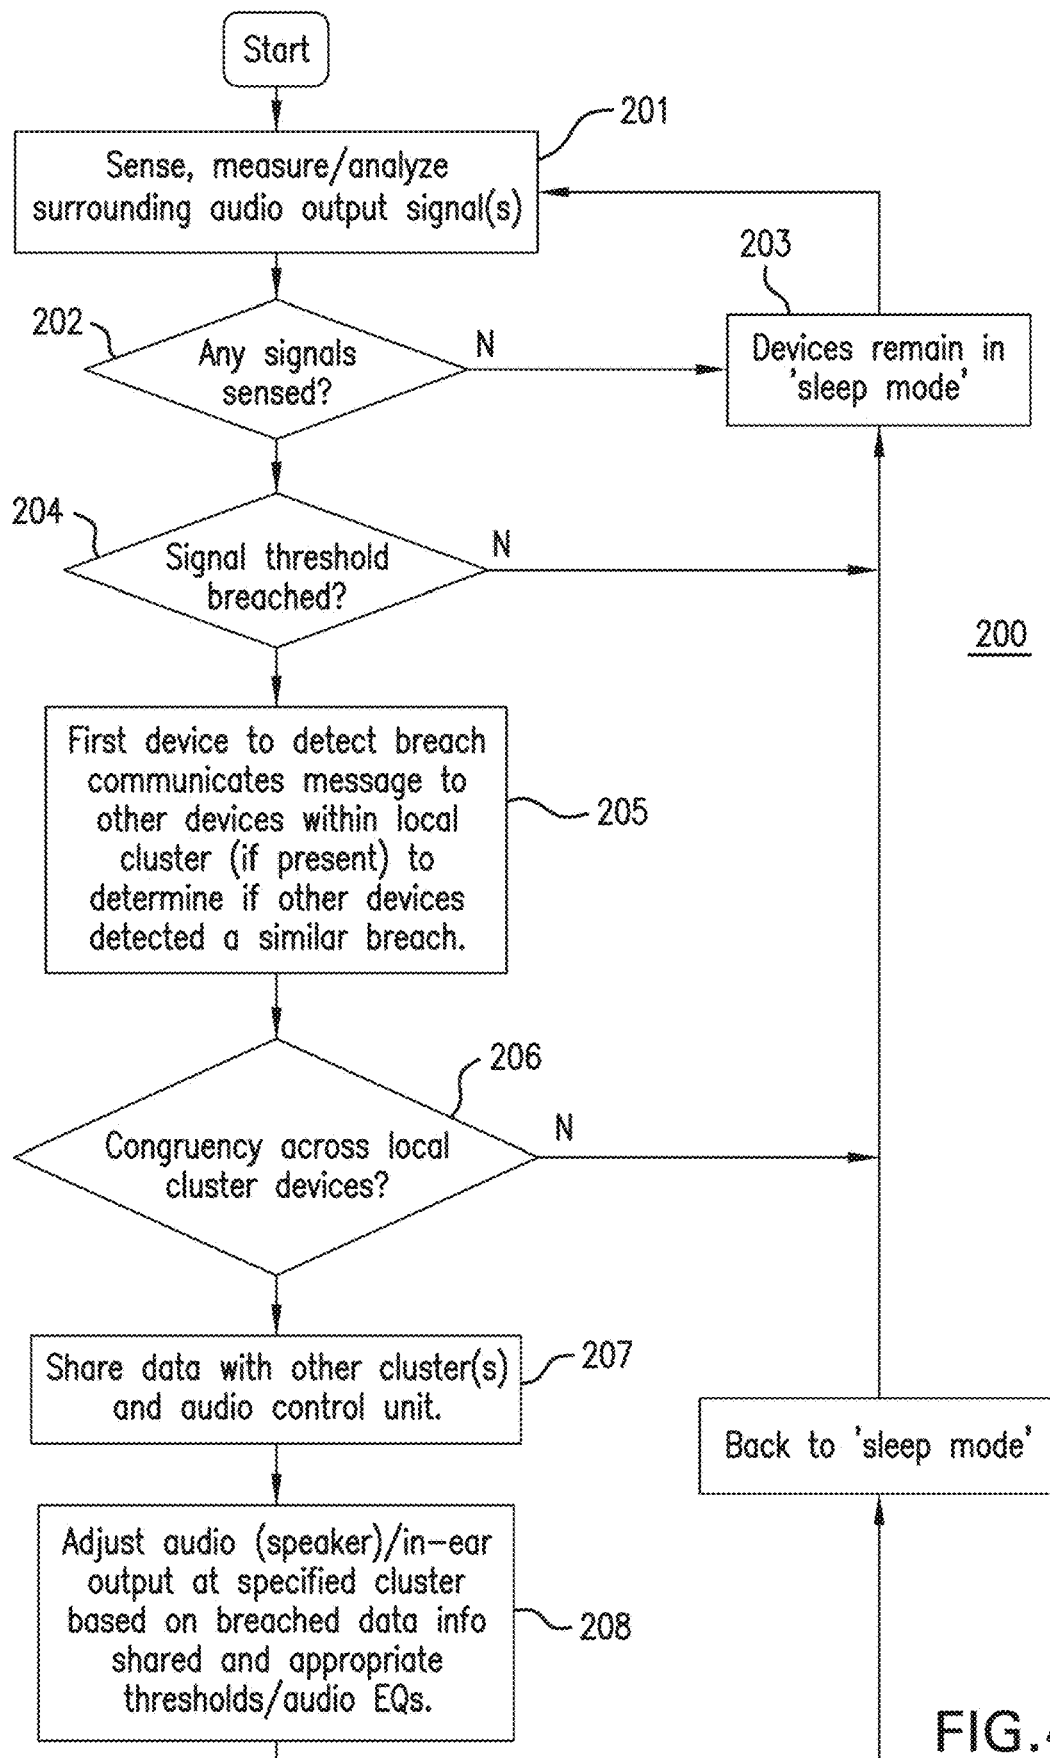 Start
201
Sense, measure/analyze
surrounding audio output signal(s)
203
202
Any signals
sensed?
N
Devices remain in
'sleep mode'
204
Signal threshold
breached?
N
200
First device to detect breach
communicates message to
other devices within local
cluster (if present) to
determine if other devices
detected a similar breach.
205
206
Congruency across local
cluster devices?
N
Share data with other cluster(s)
and audio control unit.
207
Back to 'sleep mode'
Adjust audio (speaker)/in-ear
output at specified cluster
based on breached data info
shared and appropriate
thresholds/audio EQs.
208
FIG.4